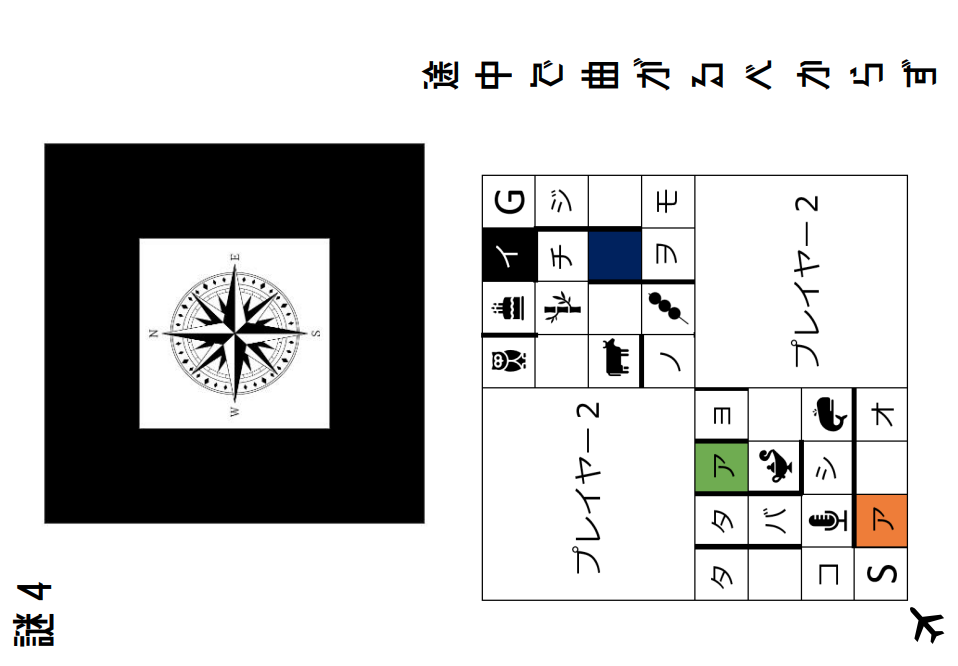 謎4
途中で曲がるべからず
N
W E
S
プレイヤー2
イ G
チ ジ
ノ ヲ モ
タ タ ア ヨ
バ
コ シ
S ア オ
プレイヤー2